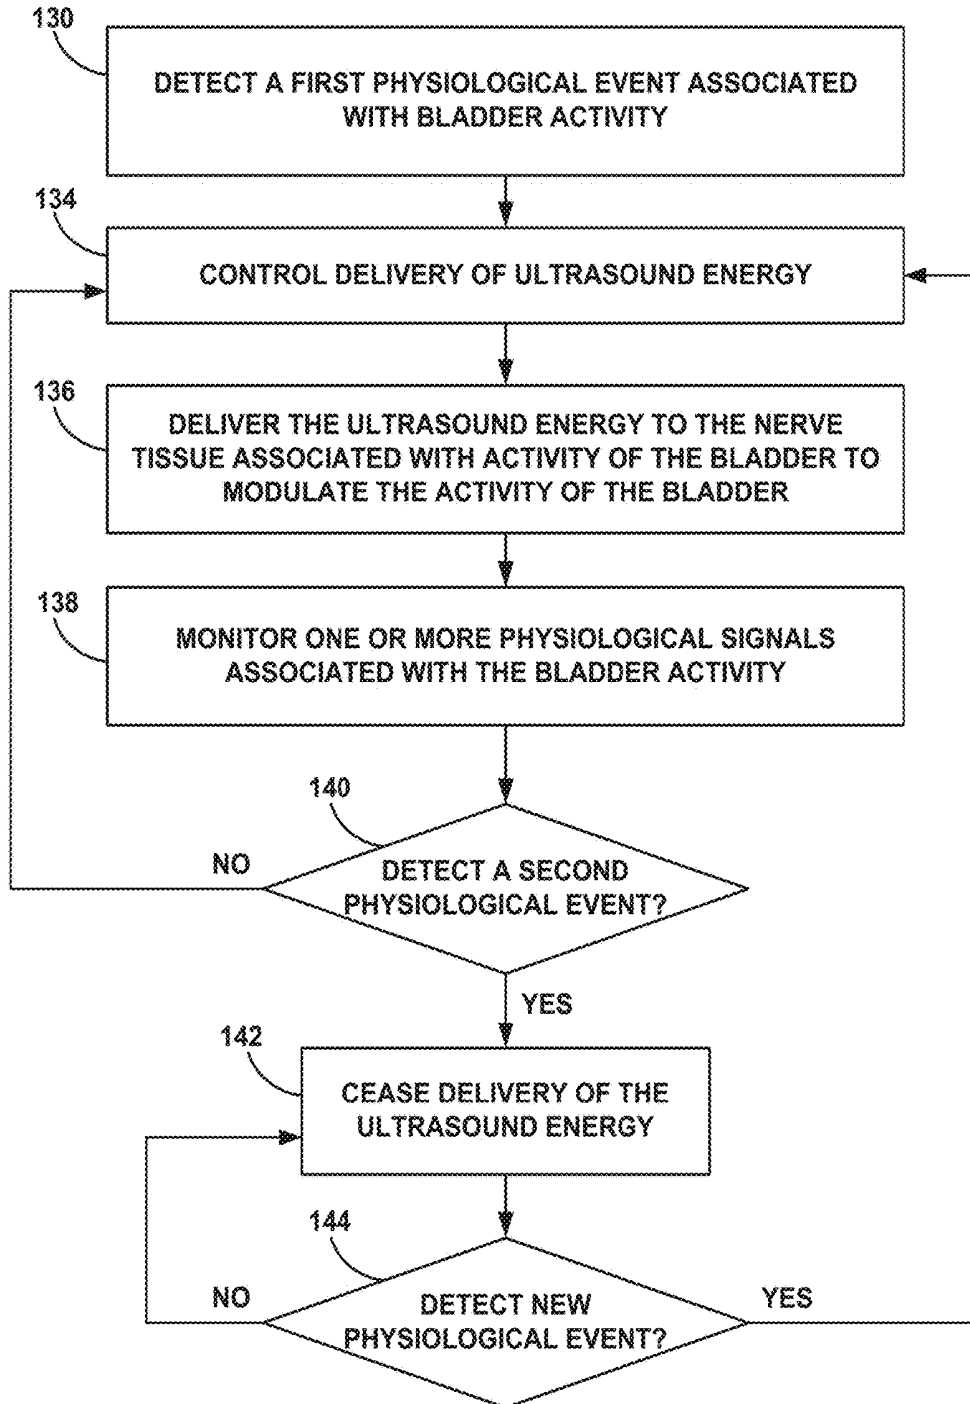 130
DETECT A FIRST PHYSIOLOGICAL EVENT ASSOCIATED
WITH BLADDER ACTIVITY
134
CONTROL DELIVERY OF ULTRASOUND ENERGY
136
DELIVER THE ULTRASOUND ENERGY TO THE NERVE
TISSUE ASSOCIATED WITH ACTIVITY OF THE BLADDER TO
MODULATE THE ACTIVITY OF THE BLADDER
138
MONITOR ONE OR MORE PHYSIOLOGICAL SIGNALS
ASSOCIATED WITH THE BLADDER ACTIVITY
140
NO
DETECT A SECOND
PHYSIOLOGICAL EVENT?
YES
142
CEASE DELIVERY OF THE
ULTRASOUND ENERGY
144
NO
DETECT NEW
PHYSIOLOGICAL EVENT?
YES